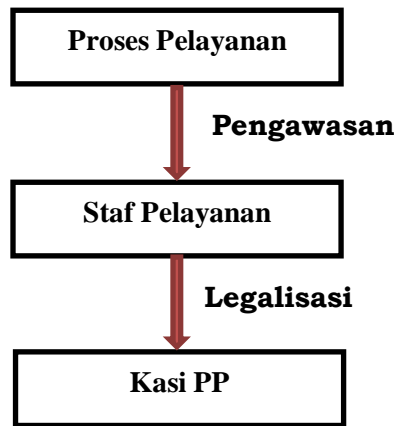 Proses Pelayanan
Pengawasan
Staf Pelayanan
Legalisasi
Kasi PP